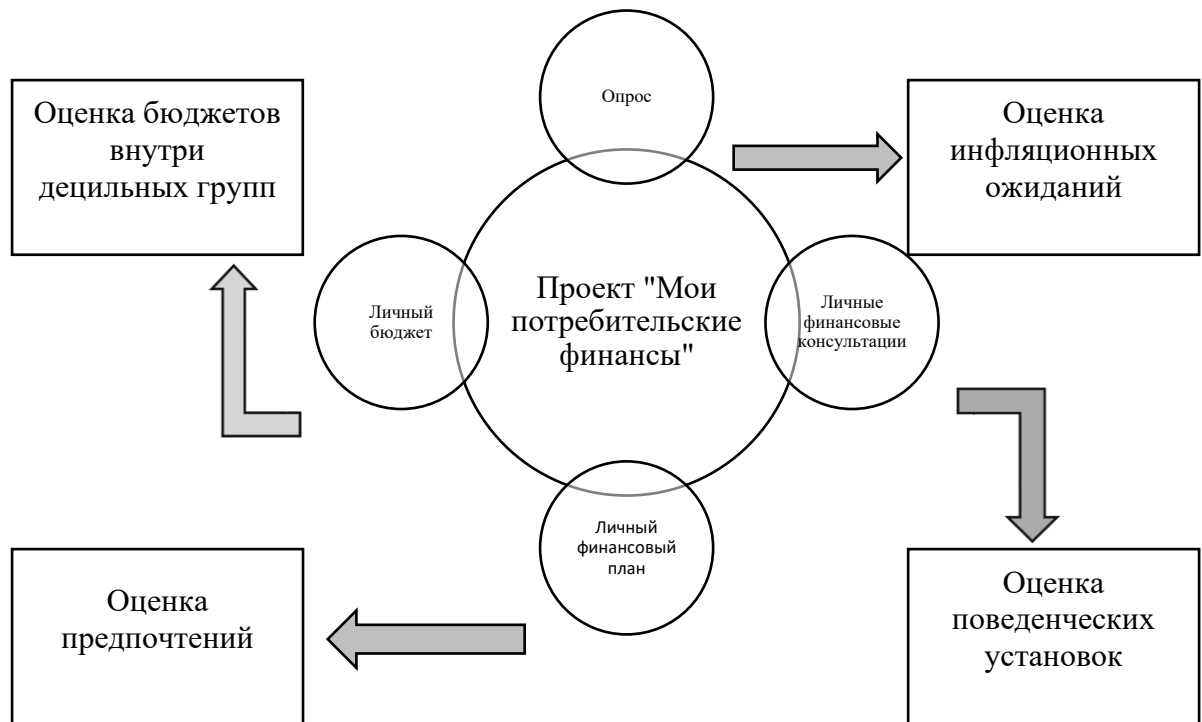 Опрос
Оценка бюджетов
внутри
децильных групп
Оценка
инфляционных
ожиданий
Личный
бюджет
Проект "Мои
потребительские
финансы"
Личные
финансовые
консультации
Личный
финансовый
план
Оценка
предпочтений
Оценка
поведенческих
установок